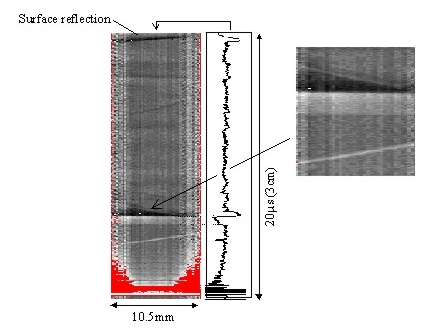 Surface reflection
20μs (3cm)
10.5mm